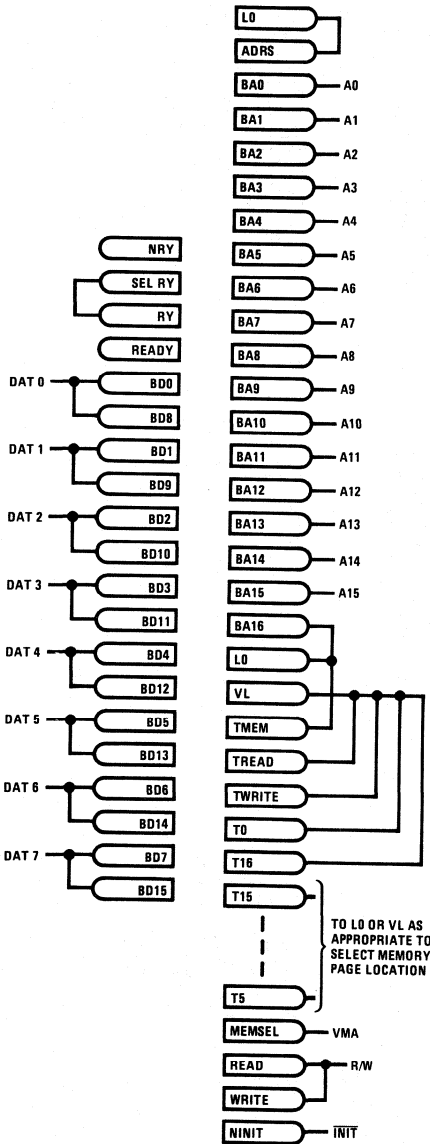 L0
ADRS
BA0 A0
BA1 A1
BA2 A2
BA3 A3
BA4 A4
BA5 A5
BA6 A6
BA7 A7
BA8 A8
BA9 A9
BA10 A10
BA11 A11
BA12 A12
BA13 A13
BA14 A14
BA15 A15
BA16
L0
VL
TMEM
TREAD
TWRITE
T0
T16
T15
T5
TO L0 OR VL AS
APPROPRIATE TO
SELECT MEMORY
PAGE LOCATION
MEMSEL VMA
READ R/W
WRITE
NINIT INIT
NRY
SEL RY
RY
READY
DAT 0 BD0
BD8
DAT 1 BD1
BD9
DAT 2 BD2
BD10
DAT 3 BD3
BD11
DAT 4 BD4
BD12
DAT 5 BD5
BD13
DAT 6 BD6
BD14
DAT 7 BD7
BD15